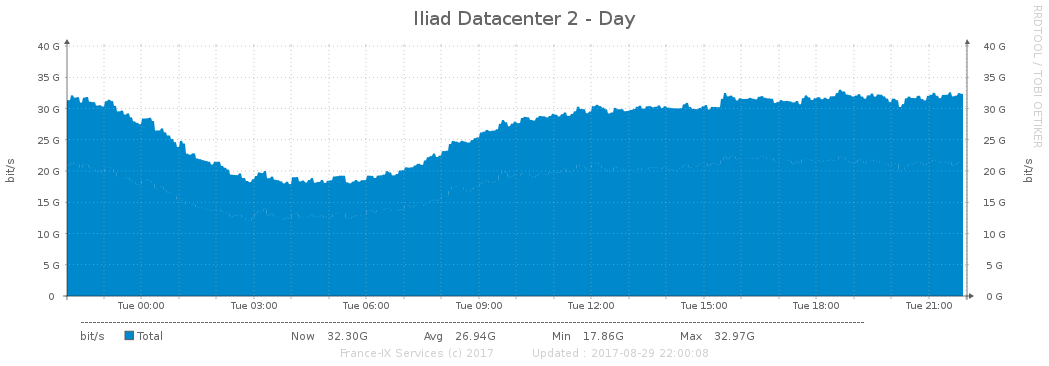 Iliad Datacenter 2 - Day
RRDTOOL / TOBI OETIKER
40 G 40 G
35 G 35 G
30 G 30 G
25 G 25 G
20 G 20 G
15 G 15 G
10 G 10 G
5 G 5 G
0 0 G
bit/s bit/s
Tue 00:00 Tue 03:00 Tue 06:00 Tue 09:00 Tue 12:00 Tue 15:00 Tue 18:00 Tue 21:00
bit/s Total Now 32.30G Avg 26.94G Min 17.86G Max 32.97G
France-IX Services (c) 2017 Updated : 2017-08-29 22:00:08